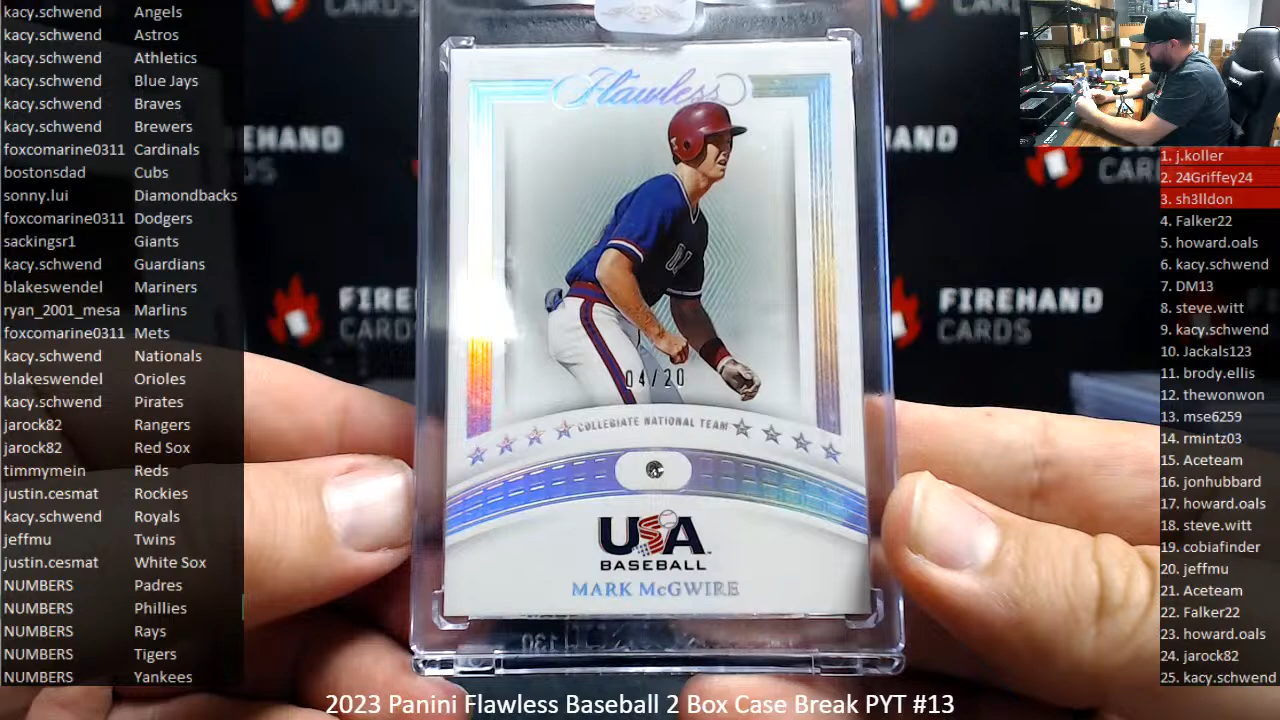 kacy.schwend Angels
kacy.schwend Astros
kacy.schwend Athletics
kacy.schwend Blue Jays
kacy.schwend Braves
kacy.schwend Brewers
foxcomarine0311 Cardinals
bostonsdad Cubs
sonny.lui Diamondbacks
foxcomarine0311 Dodgers
sackingsr1 Giants
kacy.schwend Guardians
blakeswendel Mariners
ryan_2001_mesa Marlins
foxcomarine0311 Mets
kacy.schwend Nationals
blakeswendel Orioles
kacy.schwend Pirates
jarock82 Rangers
jarock82 Red Sox
timmymein Reds
justin.cesmat Rockies
kacy.schwend Royals
jeffmu Twins
justin.cesmat White Sox
NUMBERS Padres
NUMBERS Phillies
NUMBERS Rays
NUMBERS Tigers
NUMBERS Yankees
Flawless
04/20
COLLEGIATE NATIONAL TEAM
USA
BASEBALL
MARK McGWIRE
130
FIREHAND
CARDS
1. j.koller
2. 24Griffey24
3. sh3lldon
4. Falker22
5. howard.oals
6. kacy.schwend
7. DM13
8. steve.witt
9. kacy.schwend
10. Jackals123
11. brody.ellis
12. thewonwon
13. mse6259
14. rmintz03
15. Aceteam
16. jonhubbard
17. howard.oals
18. steve.witt
19. cobiafinder
20. jeffmu
21. Aceteam
22. Falker22
23. howard.oals
24. jarock82
25. kacy.schwend
2023 Panini Flawless Baseball 2 Box Case Break PYT #13